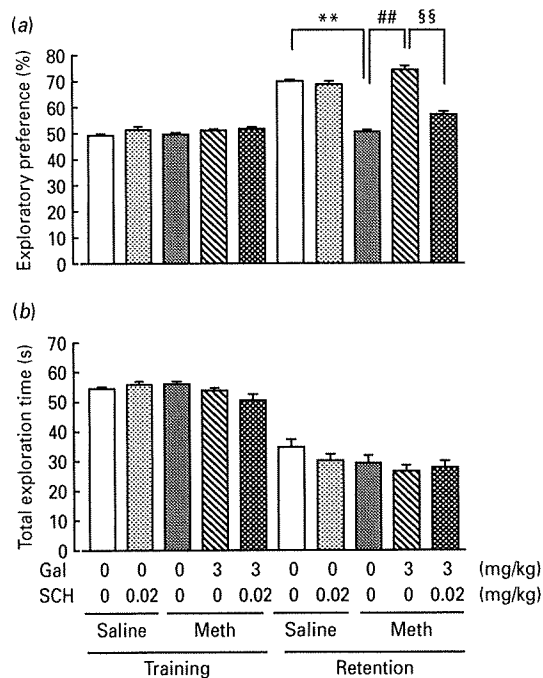 (a)
** ## §§
Exploratory preference (%)
80
70
60
50
40
30
20
10
0
(b)
Total exploration time (s)
70
60
50
40
30
20
10
0
Gal 0 0 0 3 3 0 0 0 3 3 (mg/kg)
SCH 0 0.02 0 0 0.02 0 0.02 0 0 0.02 (mg/kg)
Saline Meth Saline Meth
Training Retention